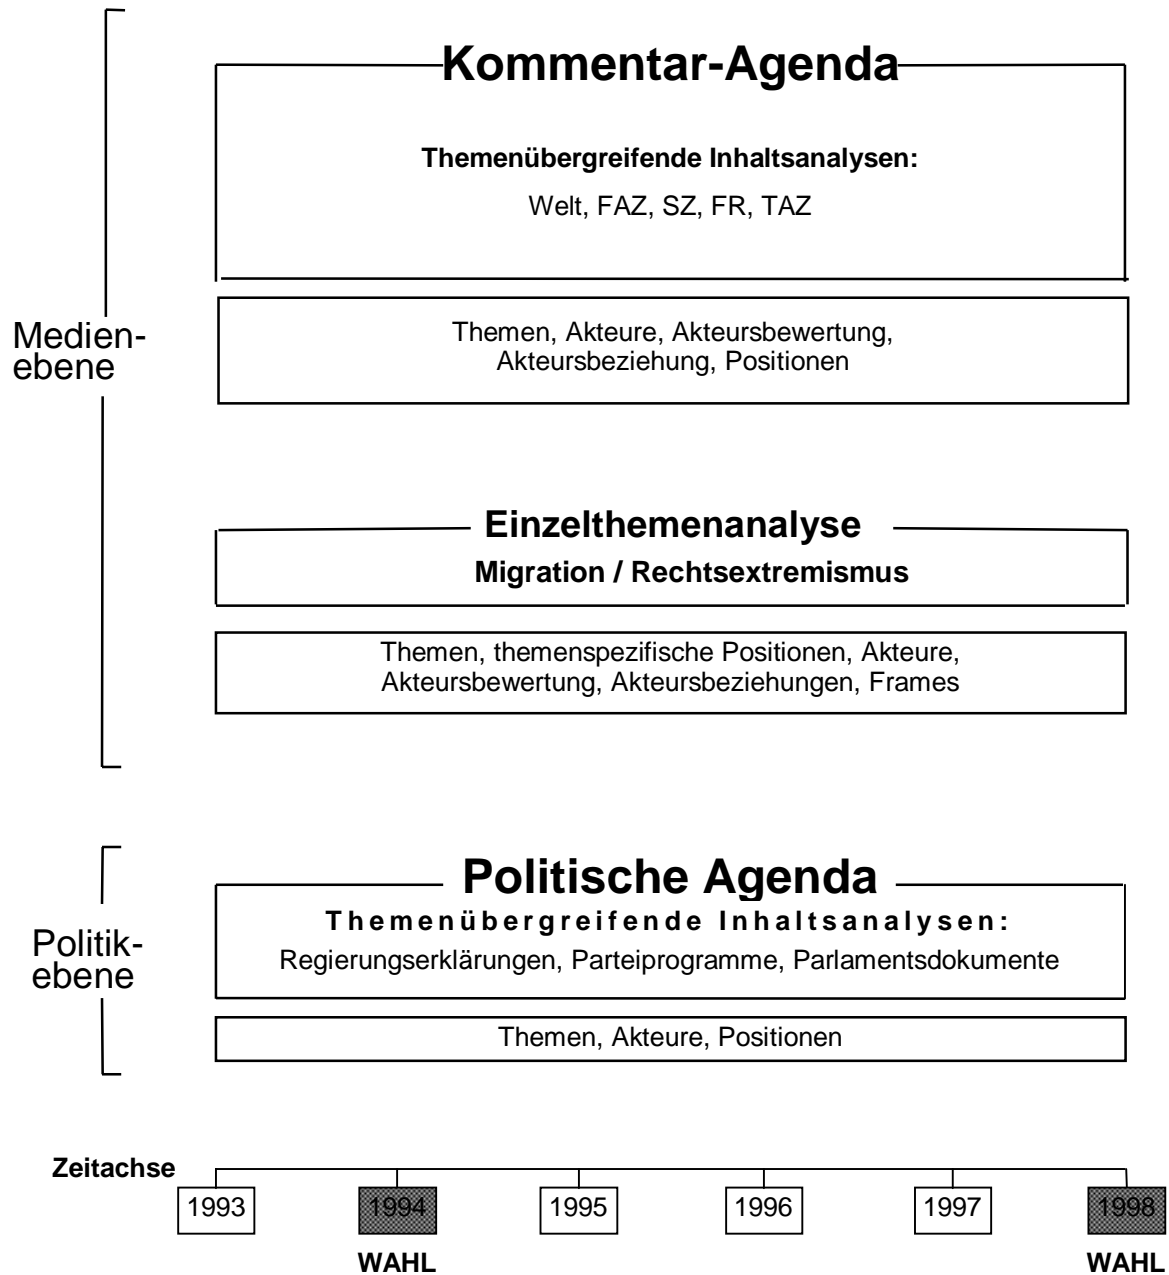 Kommentar-Agenda
Themenübergreifende Inhaltsanalysen:
Welt, FAZ, SZ, FR, TAZ
Medien-
ebene
Themen, Akteure, Akteursbewertung,
Akteursbeziehung, Positionen
Einzelthemenanalyse
Migration / Rechtsextremismus
Themen, themenspezifische Positionen, Akteure,
Akteursbewertung, Akteursbeziehungen, Frames
Politische Agenda
Themenübergreifende Inhaltsanalysen:
Regierungserklärungen, Parteiprogramme, Parlamentsdokumente
Politik-
ebene
Themen, Akteure, Positionen
Zeitachse
1993 1994 1995 1996 1997 1998
WAHL WAHL